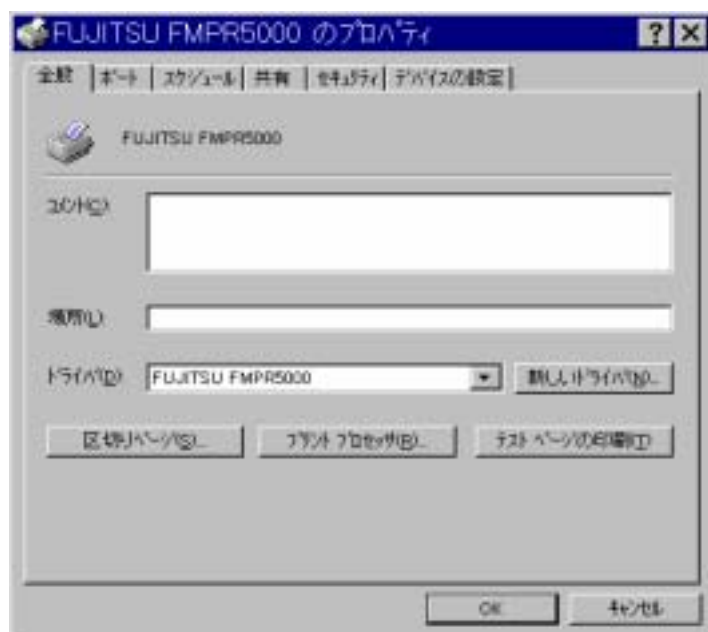 FUJITSU FMPR5000 のプロパティ
全般 ポート スケジュール 共有 セキュリティ デバイスの設定
FUJITSU FMPR5000
コメント(C)
場所(L)
ドライバ(D) FUJITSU FMPR5000 新しいドライバ(N)...
区切りページ(S)... プリント プロセッサ(R)... テスト ページの印刷(T)
OK キャンセル